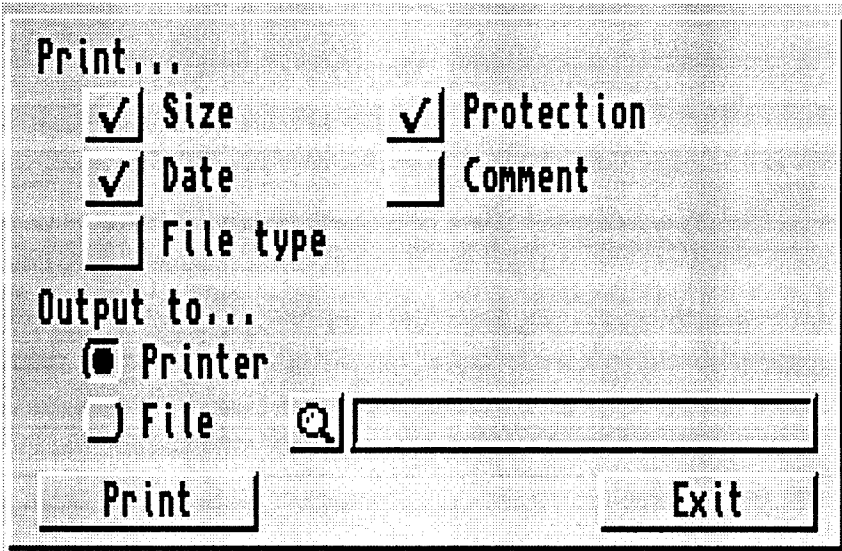 Print...
Size
Protection
Date
Comment
File type
Output to...
Printer
File
Print
Exit